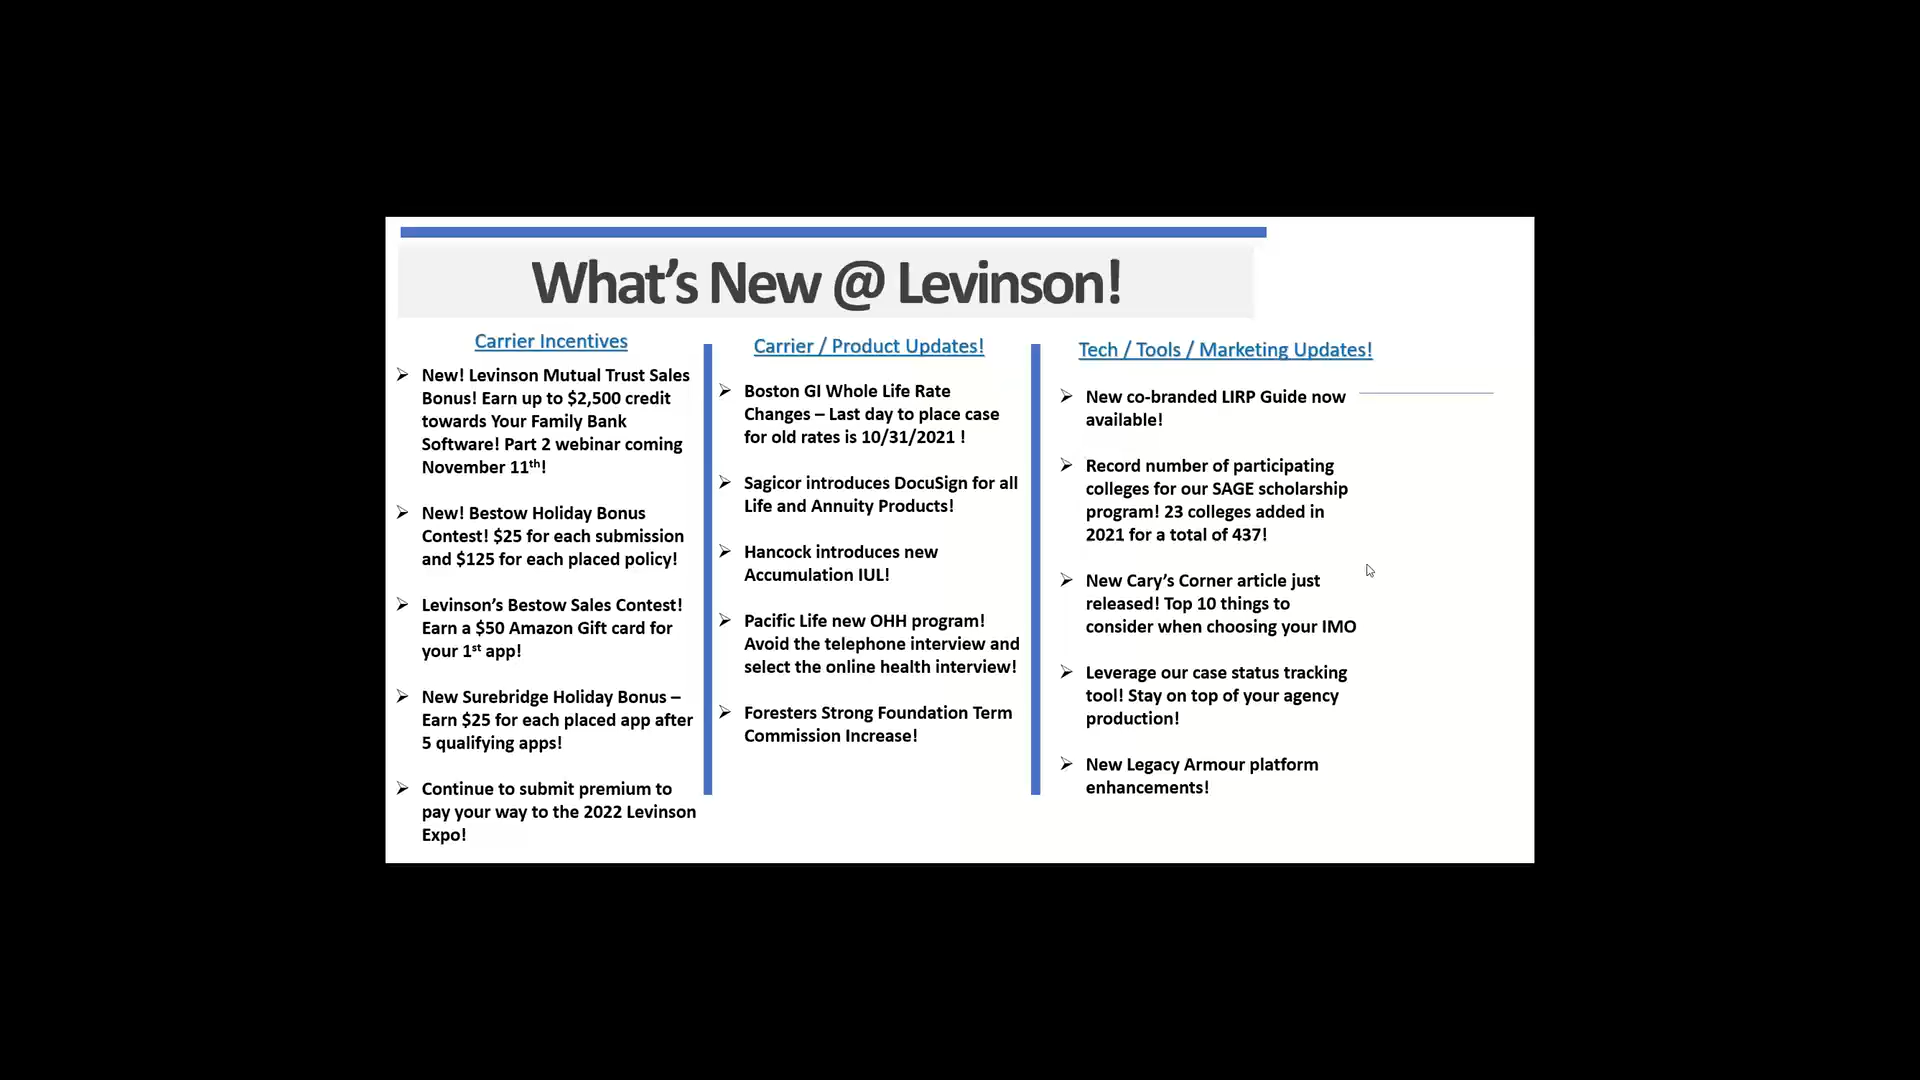 What's New @ Levinson!
Carrier Incentives
New! Levinson Mutual Trust Sales
Bonus! Earn up to $2,500 credit
towards Your Family Bank
Software! Part 2 webinar coming
November 11th!
New! Bestow Holiday Bonus
Contest! $25 for each submission
and $125 for each placed policy!
Levinson's Bestow Sales Contest!
Earn a $50 Amazon Gift card for
your 1st app!
New Surebridge Holiday Bonus –
Earn $25 for each placed app after
5 qualifying apps!
Continue to submit premium to
pay your way to the 2022 Levinson
Expo!
Carrier / Product Updates!
Boston GI Whole Life Rate
Changes – Last day to place case
for old rates is 10/31/2021 !
Sagicor introduces DocuSign for all
Life and Annuity Products!
Hancock introduces new
Accumulation IUL!
Pacific Life new OHH program!
Avoid the telephone interview and
select the online health interview!
Foresters Strong Foundation Term
Commission Increase!
Tech / Tools / Marketing Updates!
New co-branded LIRP Guide now
available!
Record number of participating
colleges for our SAGE scholarship
program! 23 colleges added in
2021 for a total of 437!
New Cary's Corner article just
released! Top 10 things to
consider when choosing your IMO
Leverage our case status tracking
tool! Stay on top of your agency
production!
New Legacy Armour platform
enhancements!